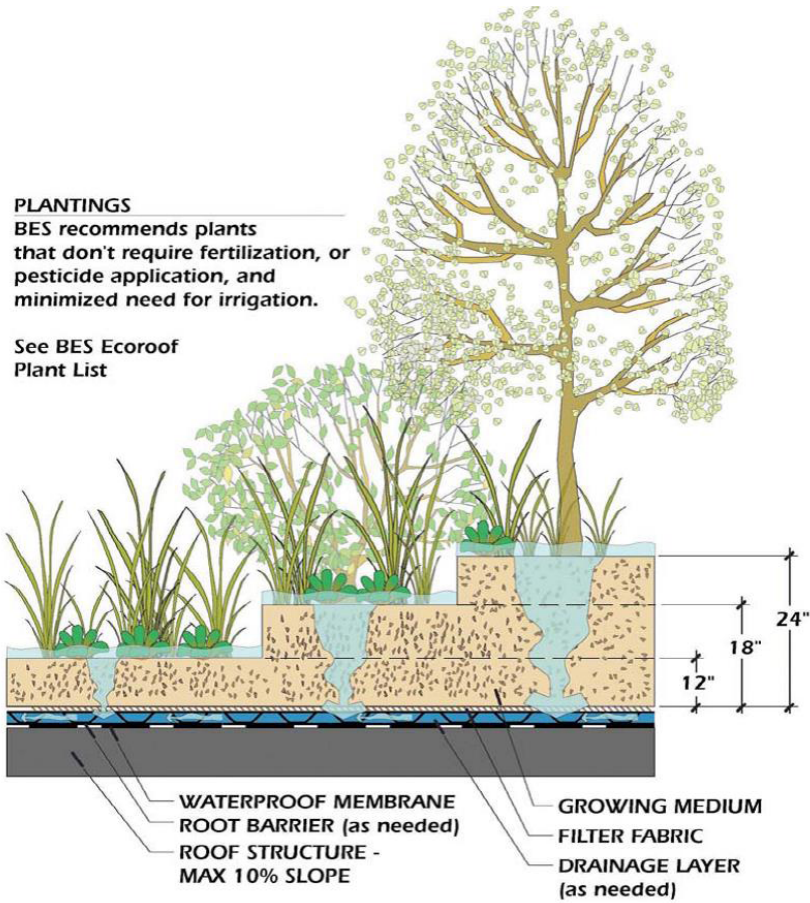 PLANTINGS
BES recommends plants
that don't require fertilization, or
pesticide application, and
minimized need for irrigation.
See BES Ecoroof
Plant List
24"
18"
12"
WATERPROOF MEMBRANE
ROOT BARRIER (as needed)
ROOF STRUCTURE -
MAX 10% SLOPE
GROWING MEDIUM
FILTER FABRIC
DRAINAGE LAYER
(as needed)